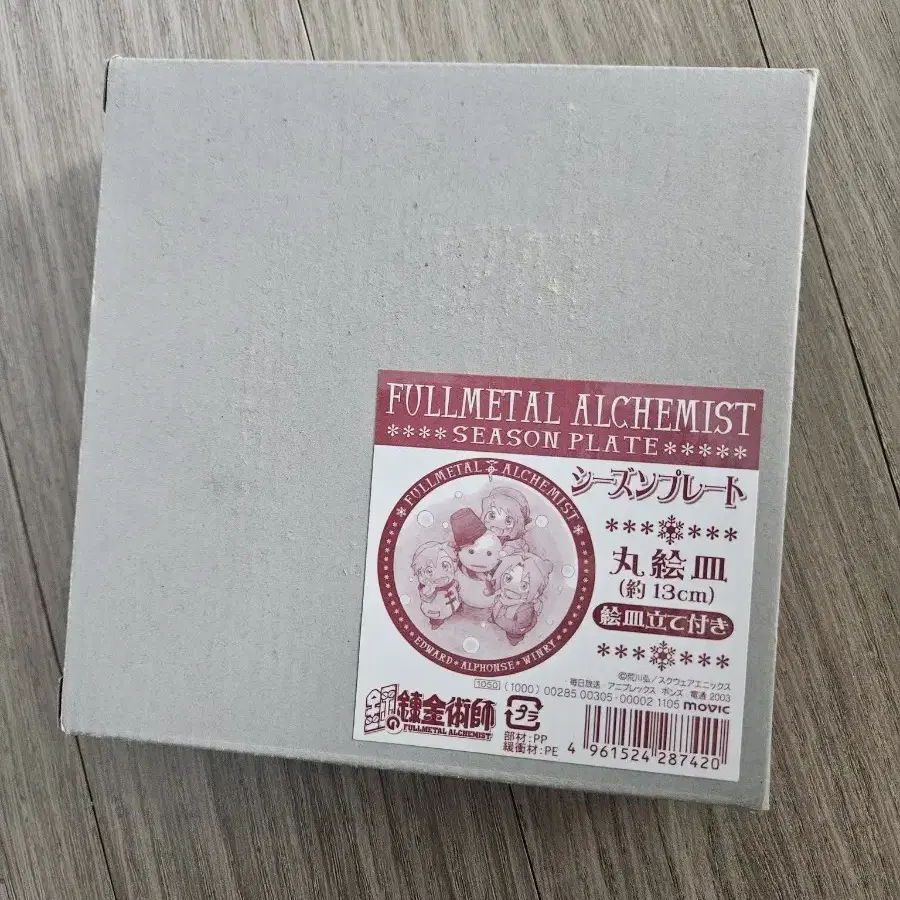 FULLMETAL ALCHEMIST
****SEASON PLATE*****
シーズンプレート
FULLMETAL ALCHEMIST
EDWARD * ALPHONSE * WINRY
丸絵皿
(約13cm)
絵皿立て付き
©荒川弘/スクウェアエニックス
毎日放送・アニプレックス・ボンズ・電通 2003
1050 (1000) 00285 00305-00002 1105 movic
鋼の錬金術師
FULLMETAL ALCHEMIST
プラ
部材:PP
緩衝材:PE
4 961524 287420